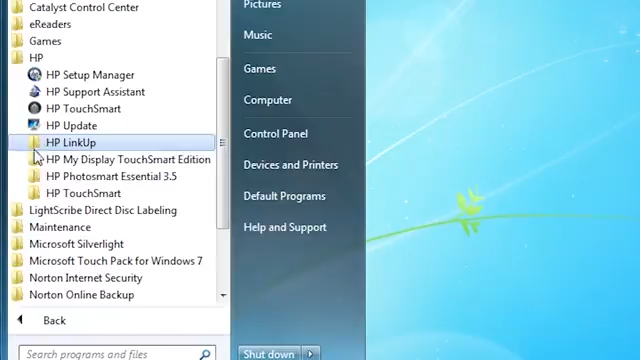 Catalyst Control Center
eReaders
Games
HP
HP Setup Manager
HP Support Assistant
HP TouchSmart
HP Update
HP LinkUp
HP My Display TouchSmart Edition
HP Photosmart Essential 3.5
HP TouchSmart
LightScribe Direct Disc Labeling
Maintenance
Microsoft Silverlight
Microsoft Touch Pack for Windows 7
Norton Internet Security
Norton Online Backup
Back
Search programs and files
Pictures
Music
Games
Computer
Control Panel
Devices and Printers
Default Programs
Help and Support
Shut down